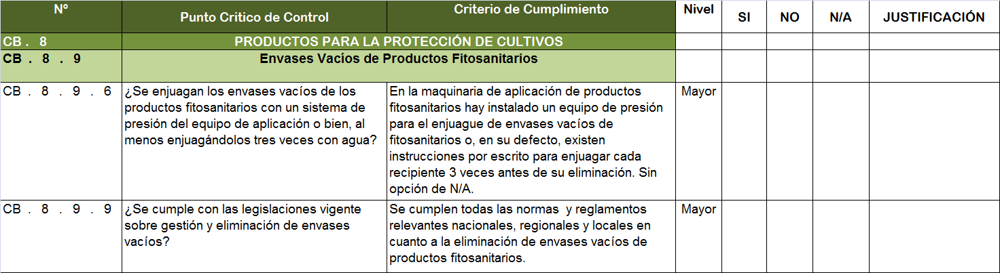 Nº Punto Critico de Control Criterio de Cumplimiento Nivel SI NO N/A JUSTIFICACIÓN
CB . 8 PRODUCTOS PARA LA PROTECCIÓN DE CULTIVOS
CB . 8 . 9 Envases Vacíos de Productos Fitosanitarios
CB . 8 . 9 . 6
¿Se enjuagan los envases vacíos de los
productos fitosanitarios con un sistema de
presión del equipo de aplicación o bien, al
menos enjuagándolos tres veces con agua?
En la maquinaria de aplicación de productos
fitosanitarios hay instalado un equipo de presión
para el enjuague de envases vacíos de
fitosanitarios o, en su defecto, existen
instrucciones por escrito para enjuagar cada
recipiente 3 veces antes de su eliminación. Sin
opción de N/A.
Mayor
CB . 8 . 9 . 9
¿Se cumple con las legislaciones vigente
sobre gestión y eliminación de envases
vacíos?
Se cumplen todas las normas y reglamentos
relevantes nacionales, regionales y locales en
cuanto a la eliminación de envases vacíos de
productos fitosanitarios.
Mayor